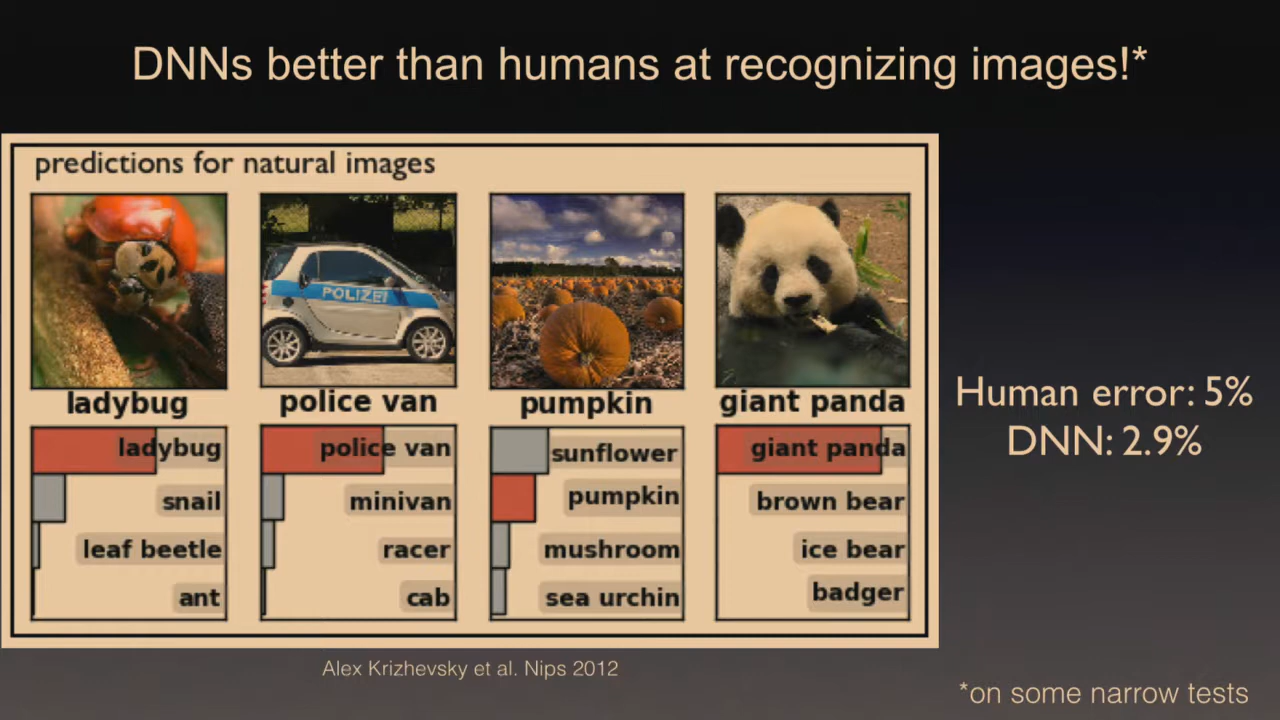 DNNs better than humans at recognizing images!*
predictions for natural images
POLIZEI
ladybug
police van
pumpkin
giant panda
ladybug
snail
leaf beetle
ant
police van
minivan
racer
cab
sunflower
pumpkin
mushroom
sea urchin
giant panda
brown bear
ice bear
badger
Human error: 5%
DNN: 2.9%
Alex Krizhevsky et al. Nips 2012
*on some narrow tests